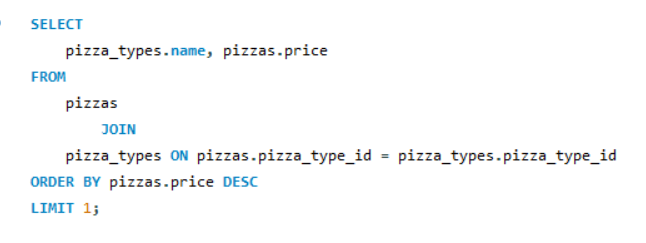 SELECT
pizza_types.name, pizzas.price
FROM
pizzas
JOIN
pizza_types ON pizzas.pizza_type_id = pizza_types.pizza_type_id
ORDER BY pizzas.price DESC
LIMIT 1;